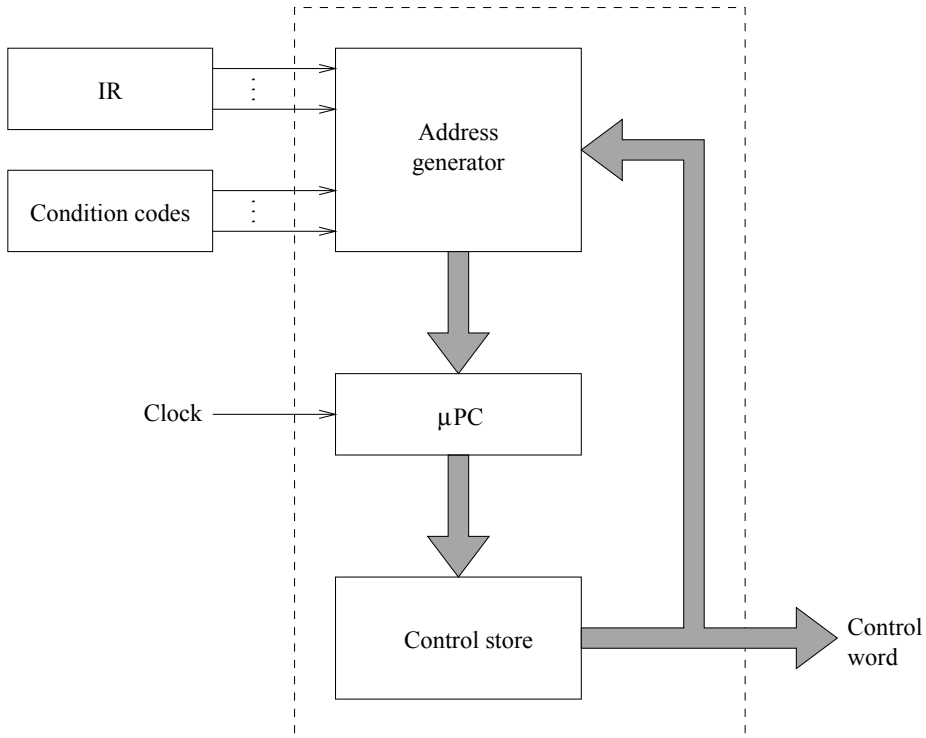 IR
Address
generator
Condition codes
Clock
µPC
Control store
Control
word